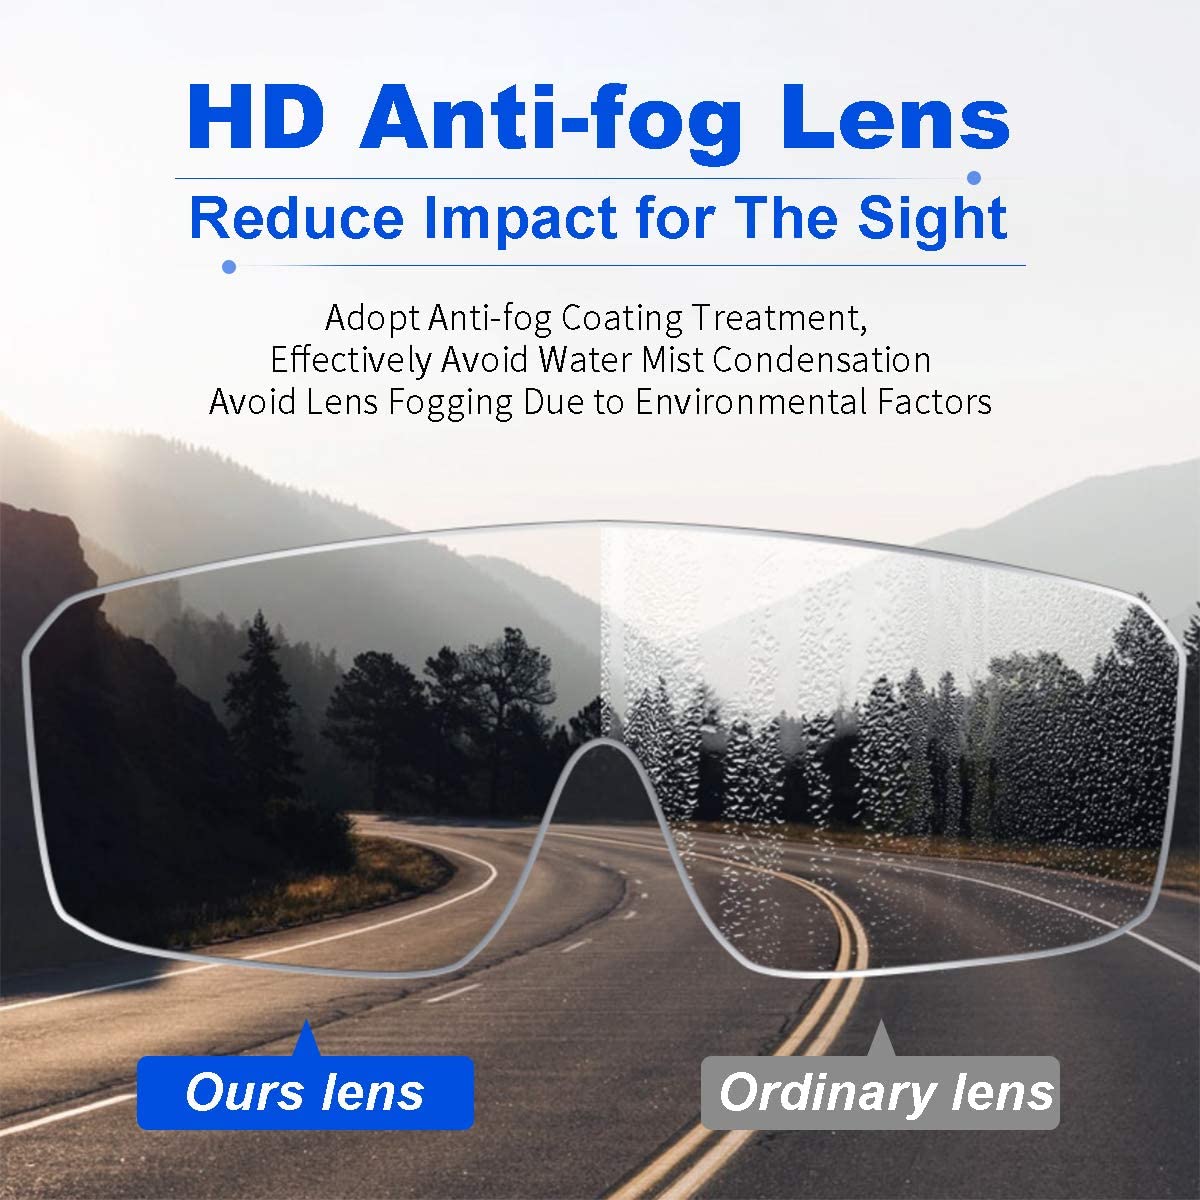 HD Anti-fog Lens
Reduce Impact for The Sight
Adopt Anti-fog Coating Treatment,
Effectively Avoid Water Mist Condensation
Avoid Lens Fogging Due to Environmental Factors
Ours lens
Ordinary lens